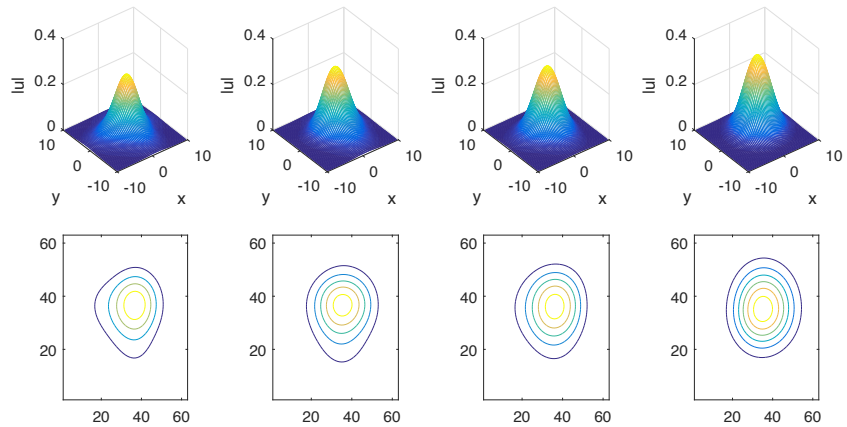 0.4 0.4 0.4 0.4
|u| 0.2 |u| 0.2 |u| 0.2 |u| 0.2
0 0 0 0
10 10 10 10 10 10 10 10
0 0 0 0 0 0 0 0
y -10 -10 x y -10 -10 x y -10 -10 x y -10 -10 x
60 60 60 60
40 40 40 40
20 20 20 20
20 40 60 20 40 60 20 40 60 20 40 60